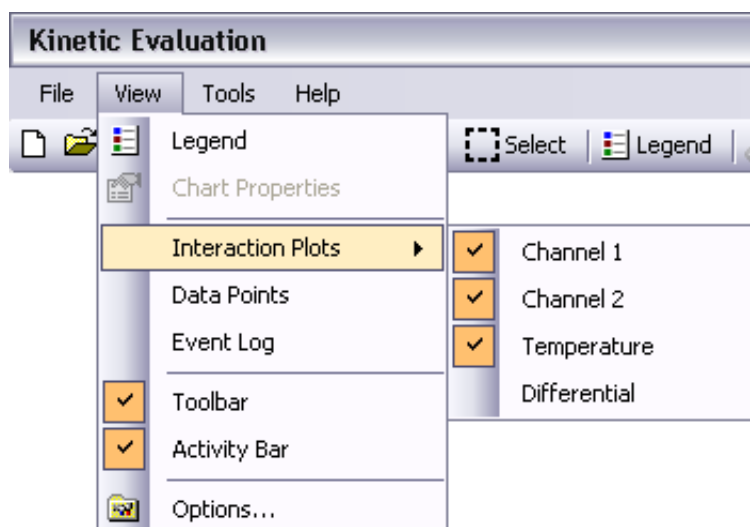 Kinetic Evaluation
File View Tools Help
Select Legend
Legend
Chart Properties
Interaction Plots
Data Points
Event Log
Toolbar
Activity Bar
Options...
Channel 1
Channel 2
Temperature
Differential